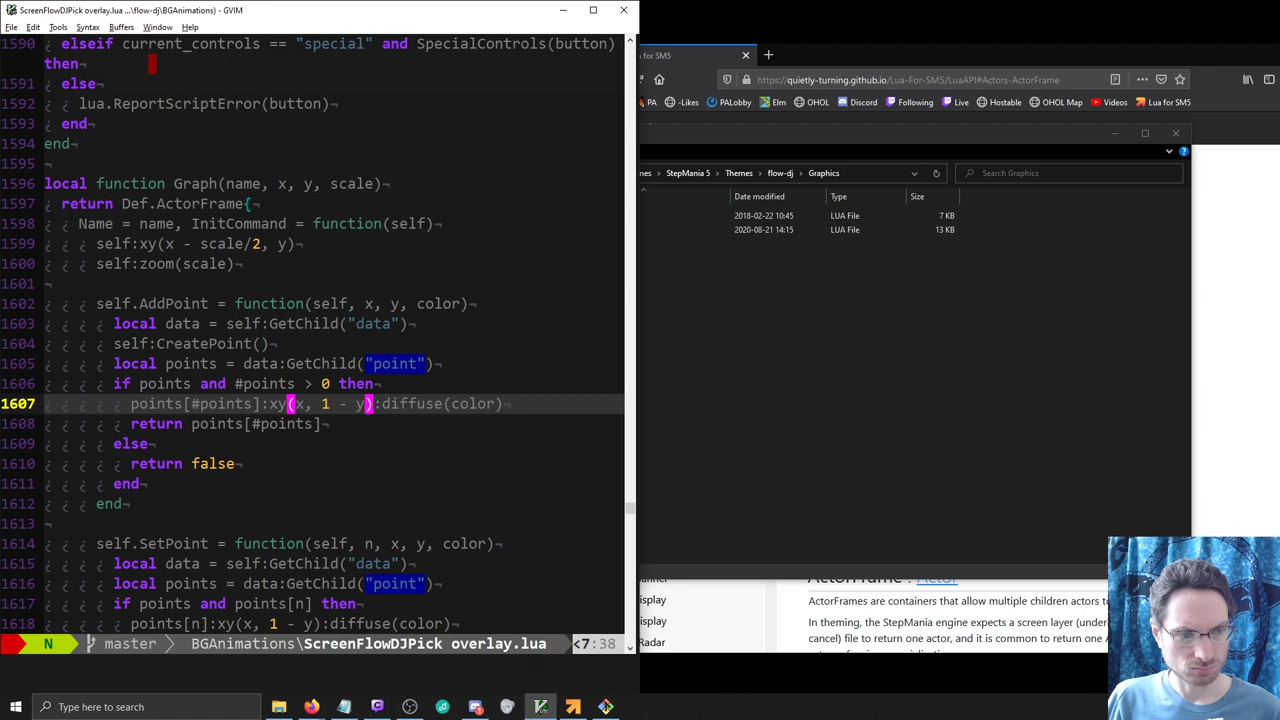 ScreenFlowDJPick overlay.lua ...\flow-dj\BGAnimations) - GVIM
File Edit Tools Syntax Buffers Window Help
1590 ¿ elseif current_controls == "special" and SpecialControls(button)
then
1591 ¿ else¬
1592 ¿ ¿ lua.ReportScriptError(button)¬
1593 ¿ end¬
1594 end¬
1595 ¬
1596 local function Graph(name, x, y, scale)¬
1597 ¿ return Def.ActorFrame{¬
1598 ¿ ¿ Name = name, InitCommand = function(self)¬
1599 ¿ ¿ ¿ self:xy(x - scale/2, y)¬
1600 ¿ ¿ ¿ self:zoom(scale)¬
1601 ¬
1602 ¿ ¿ ¿ self.AddPoint = function(self, x, y, color)¬
1603 ¿ ¿ ¿ ¿ local data = self:GetChild("data")¬
1604 ¿ ¿ ¿ ¿ self:CreatePoint()¬
1605 ¿ ¿ ¿ ¿ local points = data:GetChild("point")¬
1606 ¿ ¿ ¿ ¿ if points and #points > 0 then¬
1607 ¿ ¿ ¿ ¿ ¿ points[#points]:xy(x, 1 - y):diffuse(color)¬
1608 ¿ ¿ ¿ ¿ ¿ return points[#points]¬
1609 ¿ ¿ ¿ ¿ else¬
1610 ¿ ¿ ¿ ¿ ¿ return false¬
1611 ¿ ¿ ¿ ¿ end¬
1612 ¿ ¿ ¿ end¬
1613 ¬
1614 ¿ ¿ ¿ self.SetPoint = function(self, n, x, y, color)¬
1615 ¿ ¿ ¿ ¿ local data = self:GetChild("data")¬
1616 ¿ ¿ ¿ ¿ local points = data:GetChild("point")¬
1617 ¿ ¿ ¿ ¿ if points and points[n] then¬
1618 ¿ ¿ ¿ ¿ ¿ points[n]:xy(x, 1 - y):diffuse(color)¬
N master BGAnimations\ScreenFlowDJPick overlay.lua <7:38
for SM5
https://quietly-turning.github.io/Lua-For-SM5/LuaAPI#Actors-ActorFrame
PA -Likes PALobby Elm OHOL Discord Following Live Hostable OHOL Map Videos Lua for SM5
mes StepMania 5 Themes flow-dj Graphics Search Graphics
Date modified Type Size
2018-02-22 10:45 LUA File 7 KB
2020-08-21 14:15 LUA File 13 KB
ActorFrame : Actor
isplay
isplay
Radar
ActorFrames are containers that allow multiple children actors to
In theming, the StepMania engine expects a screen layer (under
cancel) file to return one actor, and it is common to return one A
Type here to search